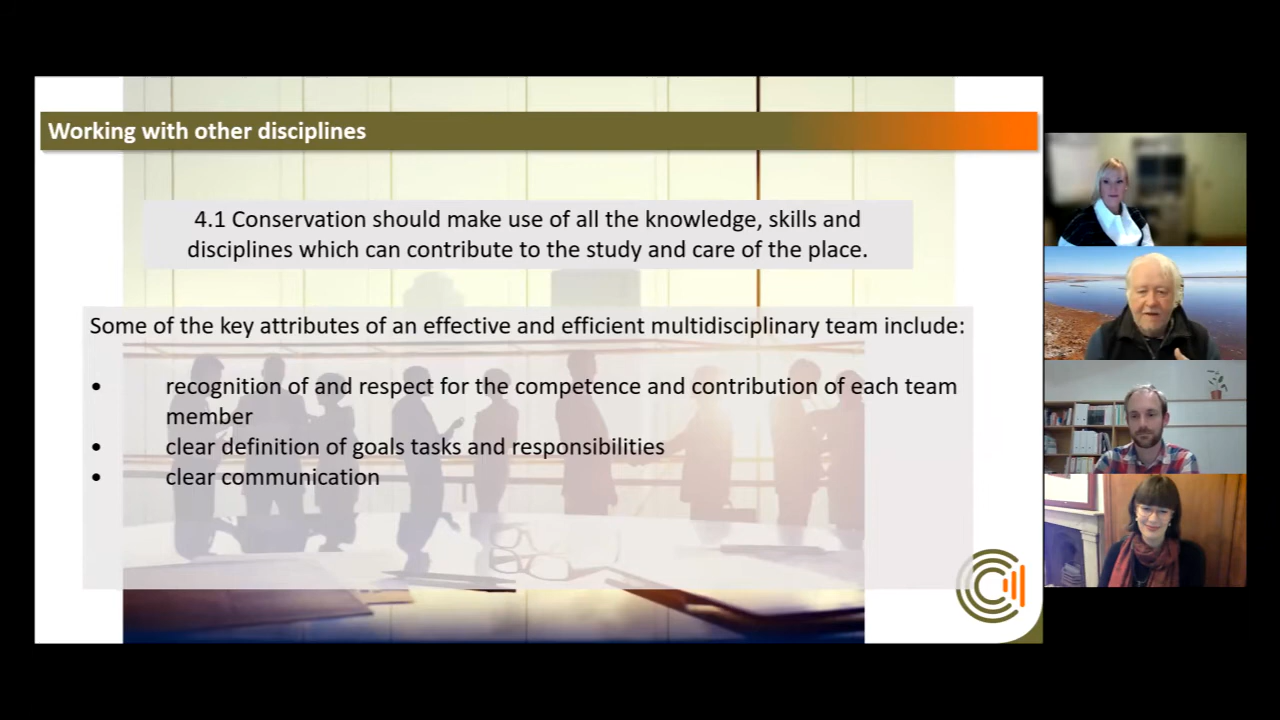 Working with other disciplines
4.1 Conservation should make use of all the knowledge, skills and
disciplines which can contribute to the study and care of the place.
Some of the key attributes of an effective and efficient multidisciplinary team include:
• recognition of and respect for the competence and contribution of each team
member
• clear definition of goals tasks and responsibilities
• clear communication